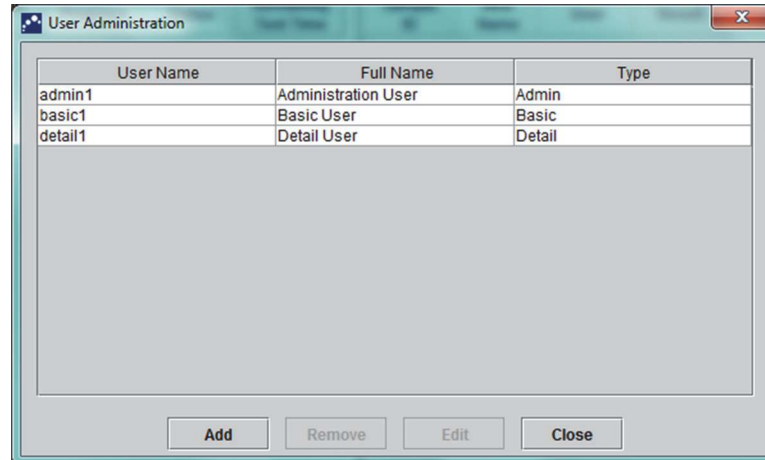 User Administration
User Name Full Name Type
admin1 Administration User Admin
basic1 Basic User Basic
detail1 Detail User Detail
Add Remove Edit Close